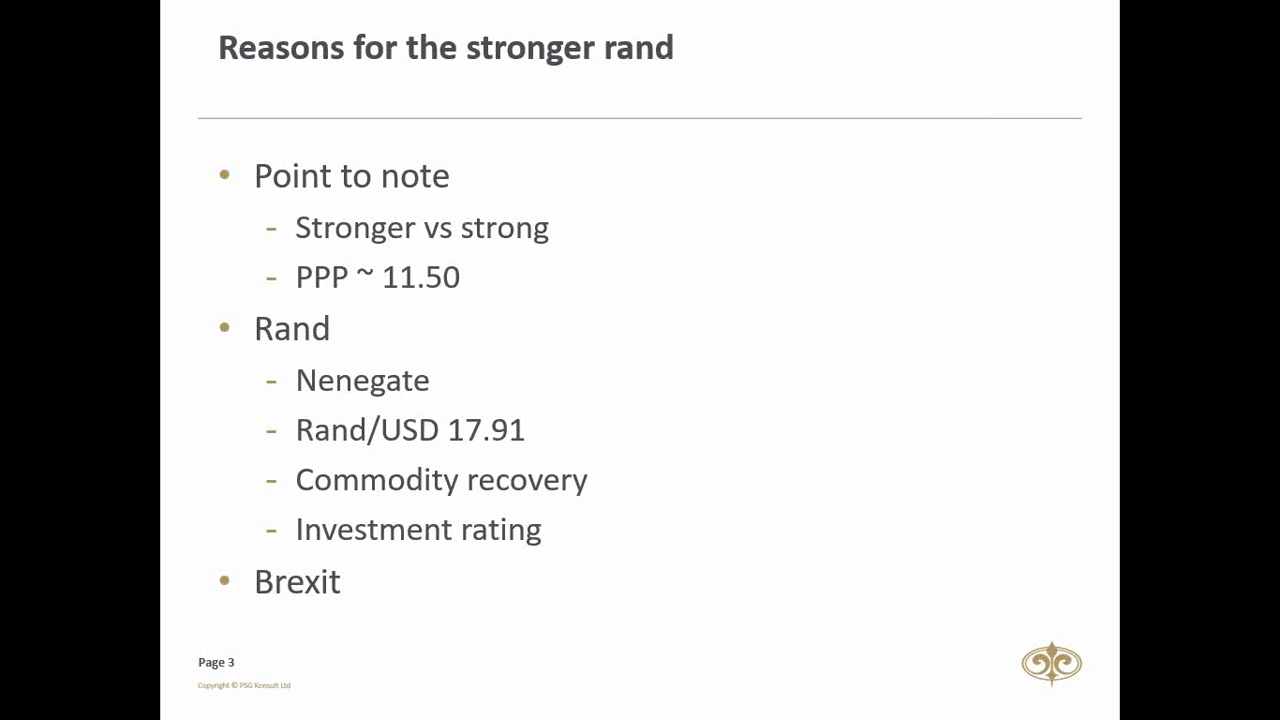 Reasons for the stronger rand
• Point to note
- Stronger vs strong
- PPP ~ 11.50
• Rand
- Nenegate
- Rand/USD 17.91
- Commodity recovery
- Investment rating
• Brexit
Page 3
Copyright © PSG Konsult Ltd